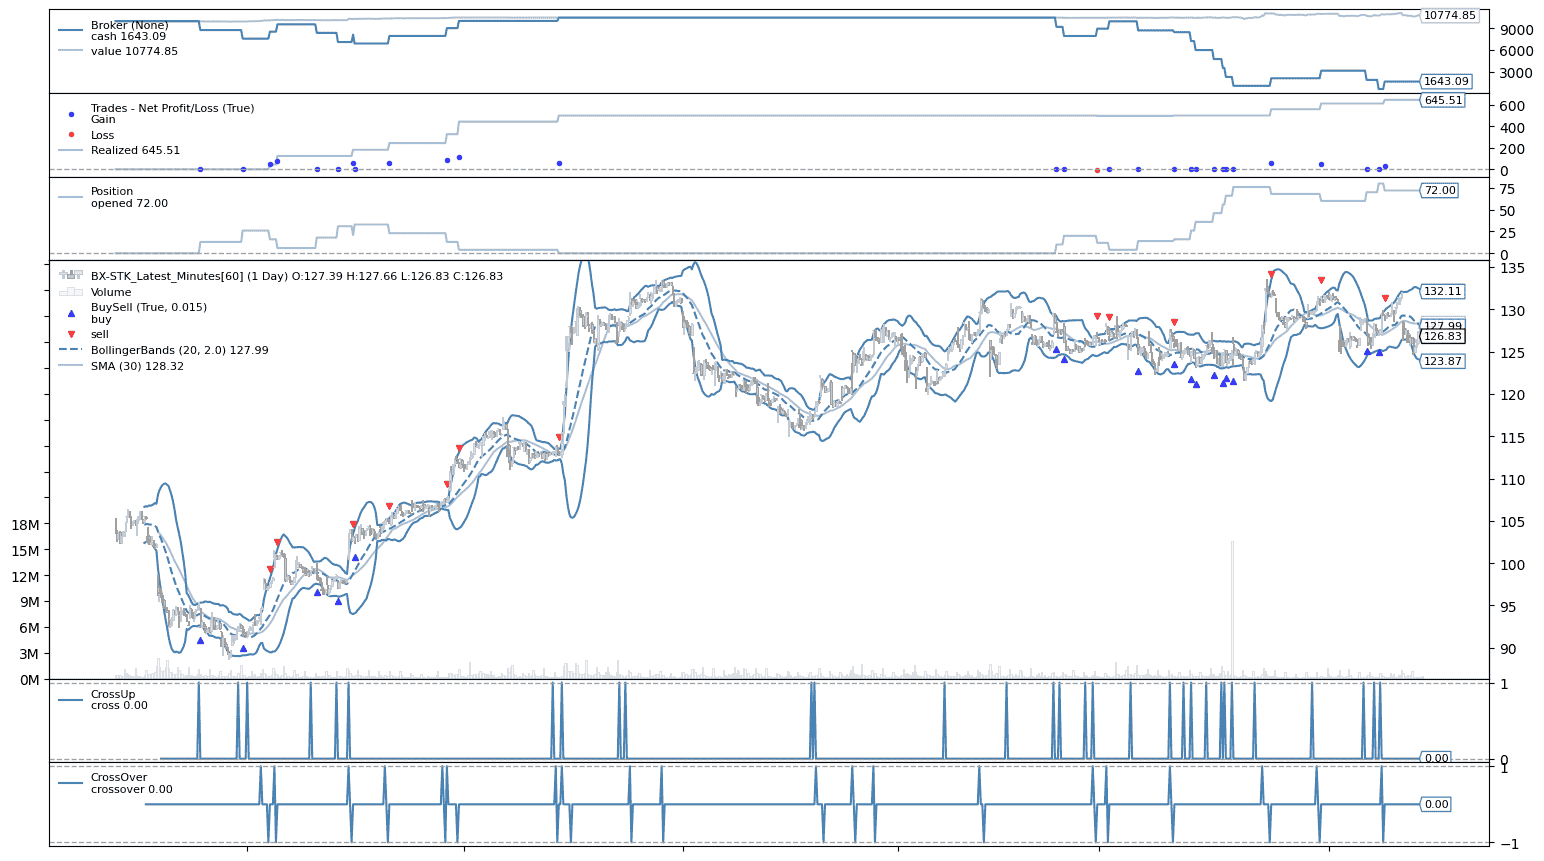 Broker (None)
cash 1643.09
value 10774.85
10774.85
9000
6000
3000
1643.09
Trades - Net Profit/Loss (True)
Gain
Loss
Realized 645.51
645.51
600
400
200
0
Position
opened 72.00
75
72.00
50
25
0
BX-STK_Latest_Minutes[60] (1 Day) O:127.39 H:127.66 L:126.83 C:126.83
Volume
BuySell (True, 0.015)
buy
sell
BollingerBands (20, 2.0) 127.99
SMA (30) 128.32
135
132.11
130
127.99
126.83
125
123.87
120
115
110
105
100
95
90
18M
15M
12M
9M
6M
3M
0M
CrossUp
cross 0.00
1
0.00
0
CrossOver
crossover 0.00
1
0.00
−1